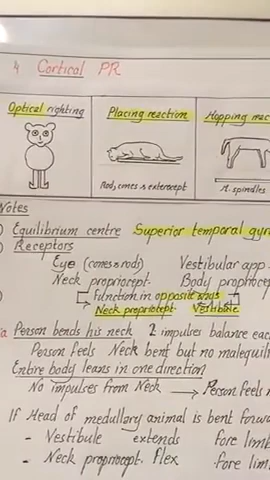 4 Cortical PR
Optical righting
Placing reaction
Hopping reac
Rod, cones & exterocept
M. spindles
Notes
Equilibrium centre Superior temporal gyr
Receptors
Eye (cones & rods) Vestibular app.
Neck propriocept. Body propriocep
function in opposite
Neck propriocept. Vestibule
Person bends his neck 2 impulses balance eac
Person feels Neck bent but no malequili
Entire body leans in one direction
No impulses from Neck → Person feels
If Head of medullary animal is bent forwa
- Vestibule extends fore limb
- Neck propriocept. flex fore lim